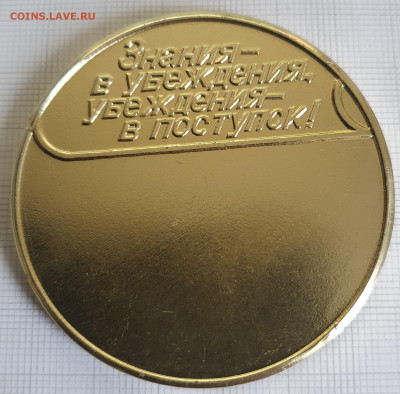 COINS.LAVE.RU
Знания–
в убеждения,
убеждения–
в поступок!